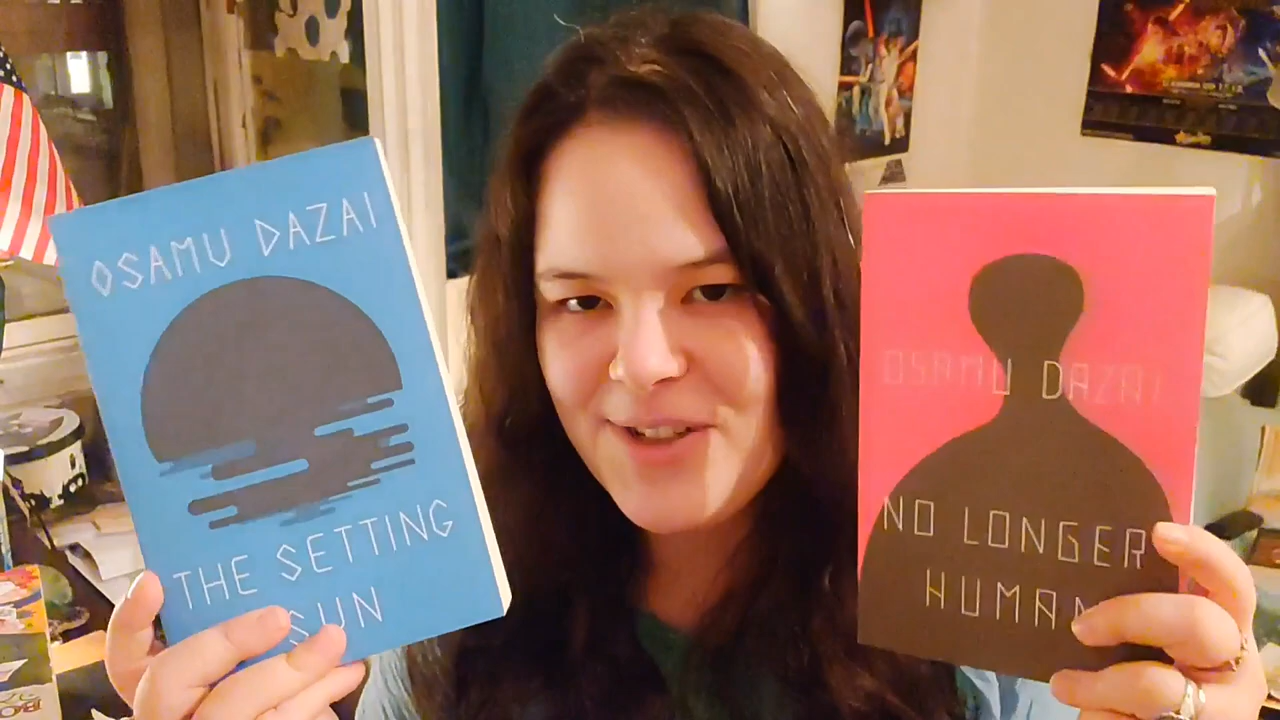 OSAMU DAZAI
THE SETTING
SUN
OSAMU DAZAI
NO LONGER
HUMAN